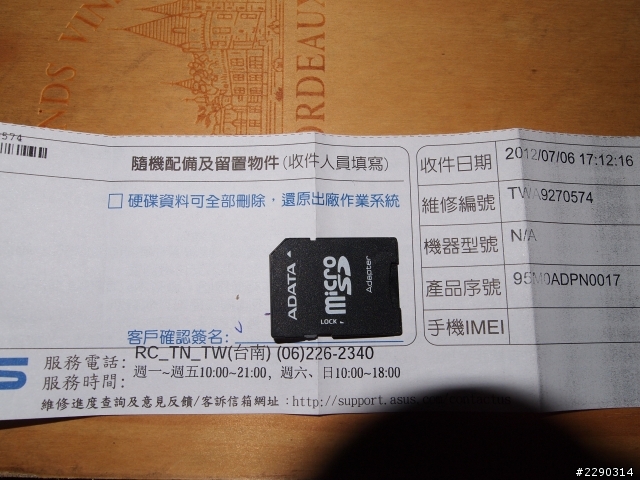 BORDEAUX
574
隨機配備及留置物件(收件人員填寫)
□ 硬碟資料可全部刪除，還原出廠作業系統
收件日期 2012/07/06 17:12:16
維修編號 TWA9270574
機器型號 N/A
產品序號 95M0ADPN0017
手機IMEI
ADATA
micro
SD
Adapter
LOCK
客戶確認簽名:
服務電話: RC_TN_TW(台南) (06)226-2340
服務時間: 週一~週五10:00~21:00, 週六、日10:00~18:00
維修進度查詢及意見反饋/客訴信箱網址:http://support.asus.com
#2290314